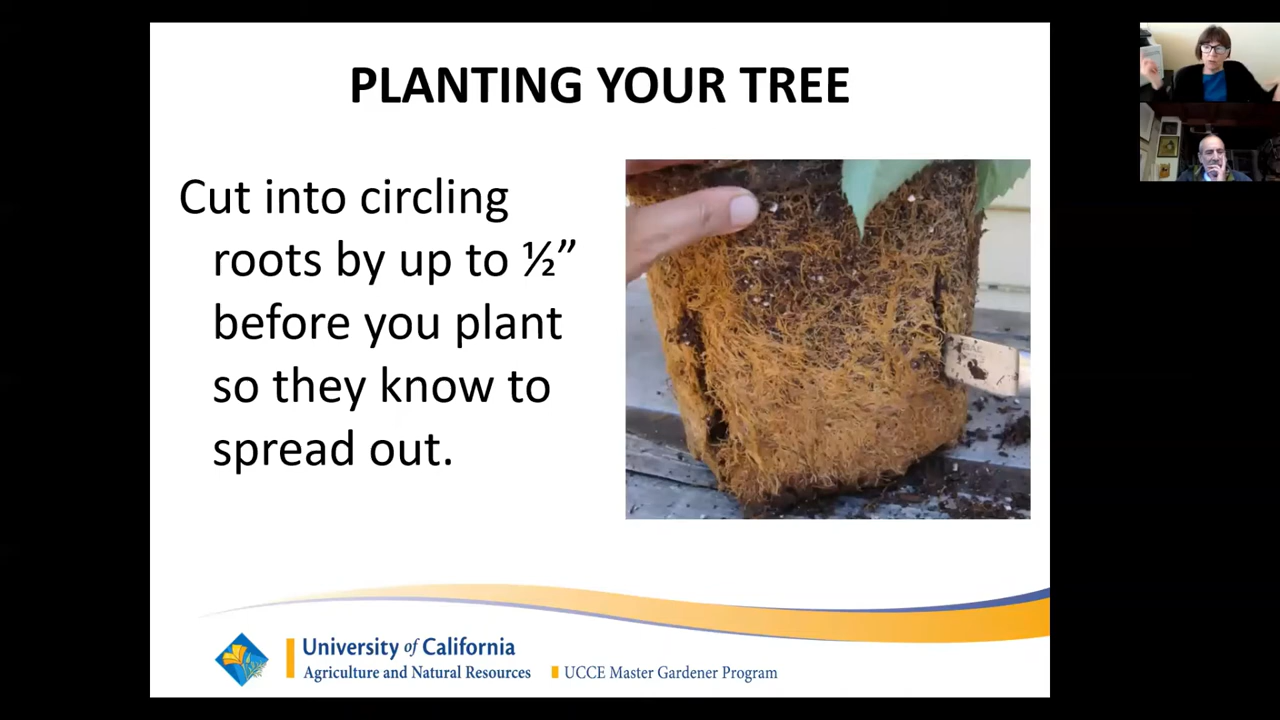 PLANTING YOUR TREE
Cut into circling
roots by up to ½”
before you plant
so they know to
spread out.
University of California
Agriculture and Natural Resources
UCCE Master Gardener Program